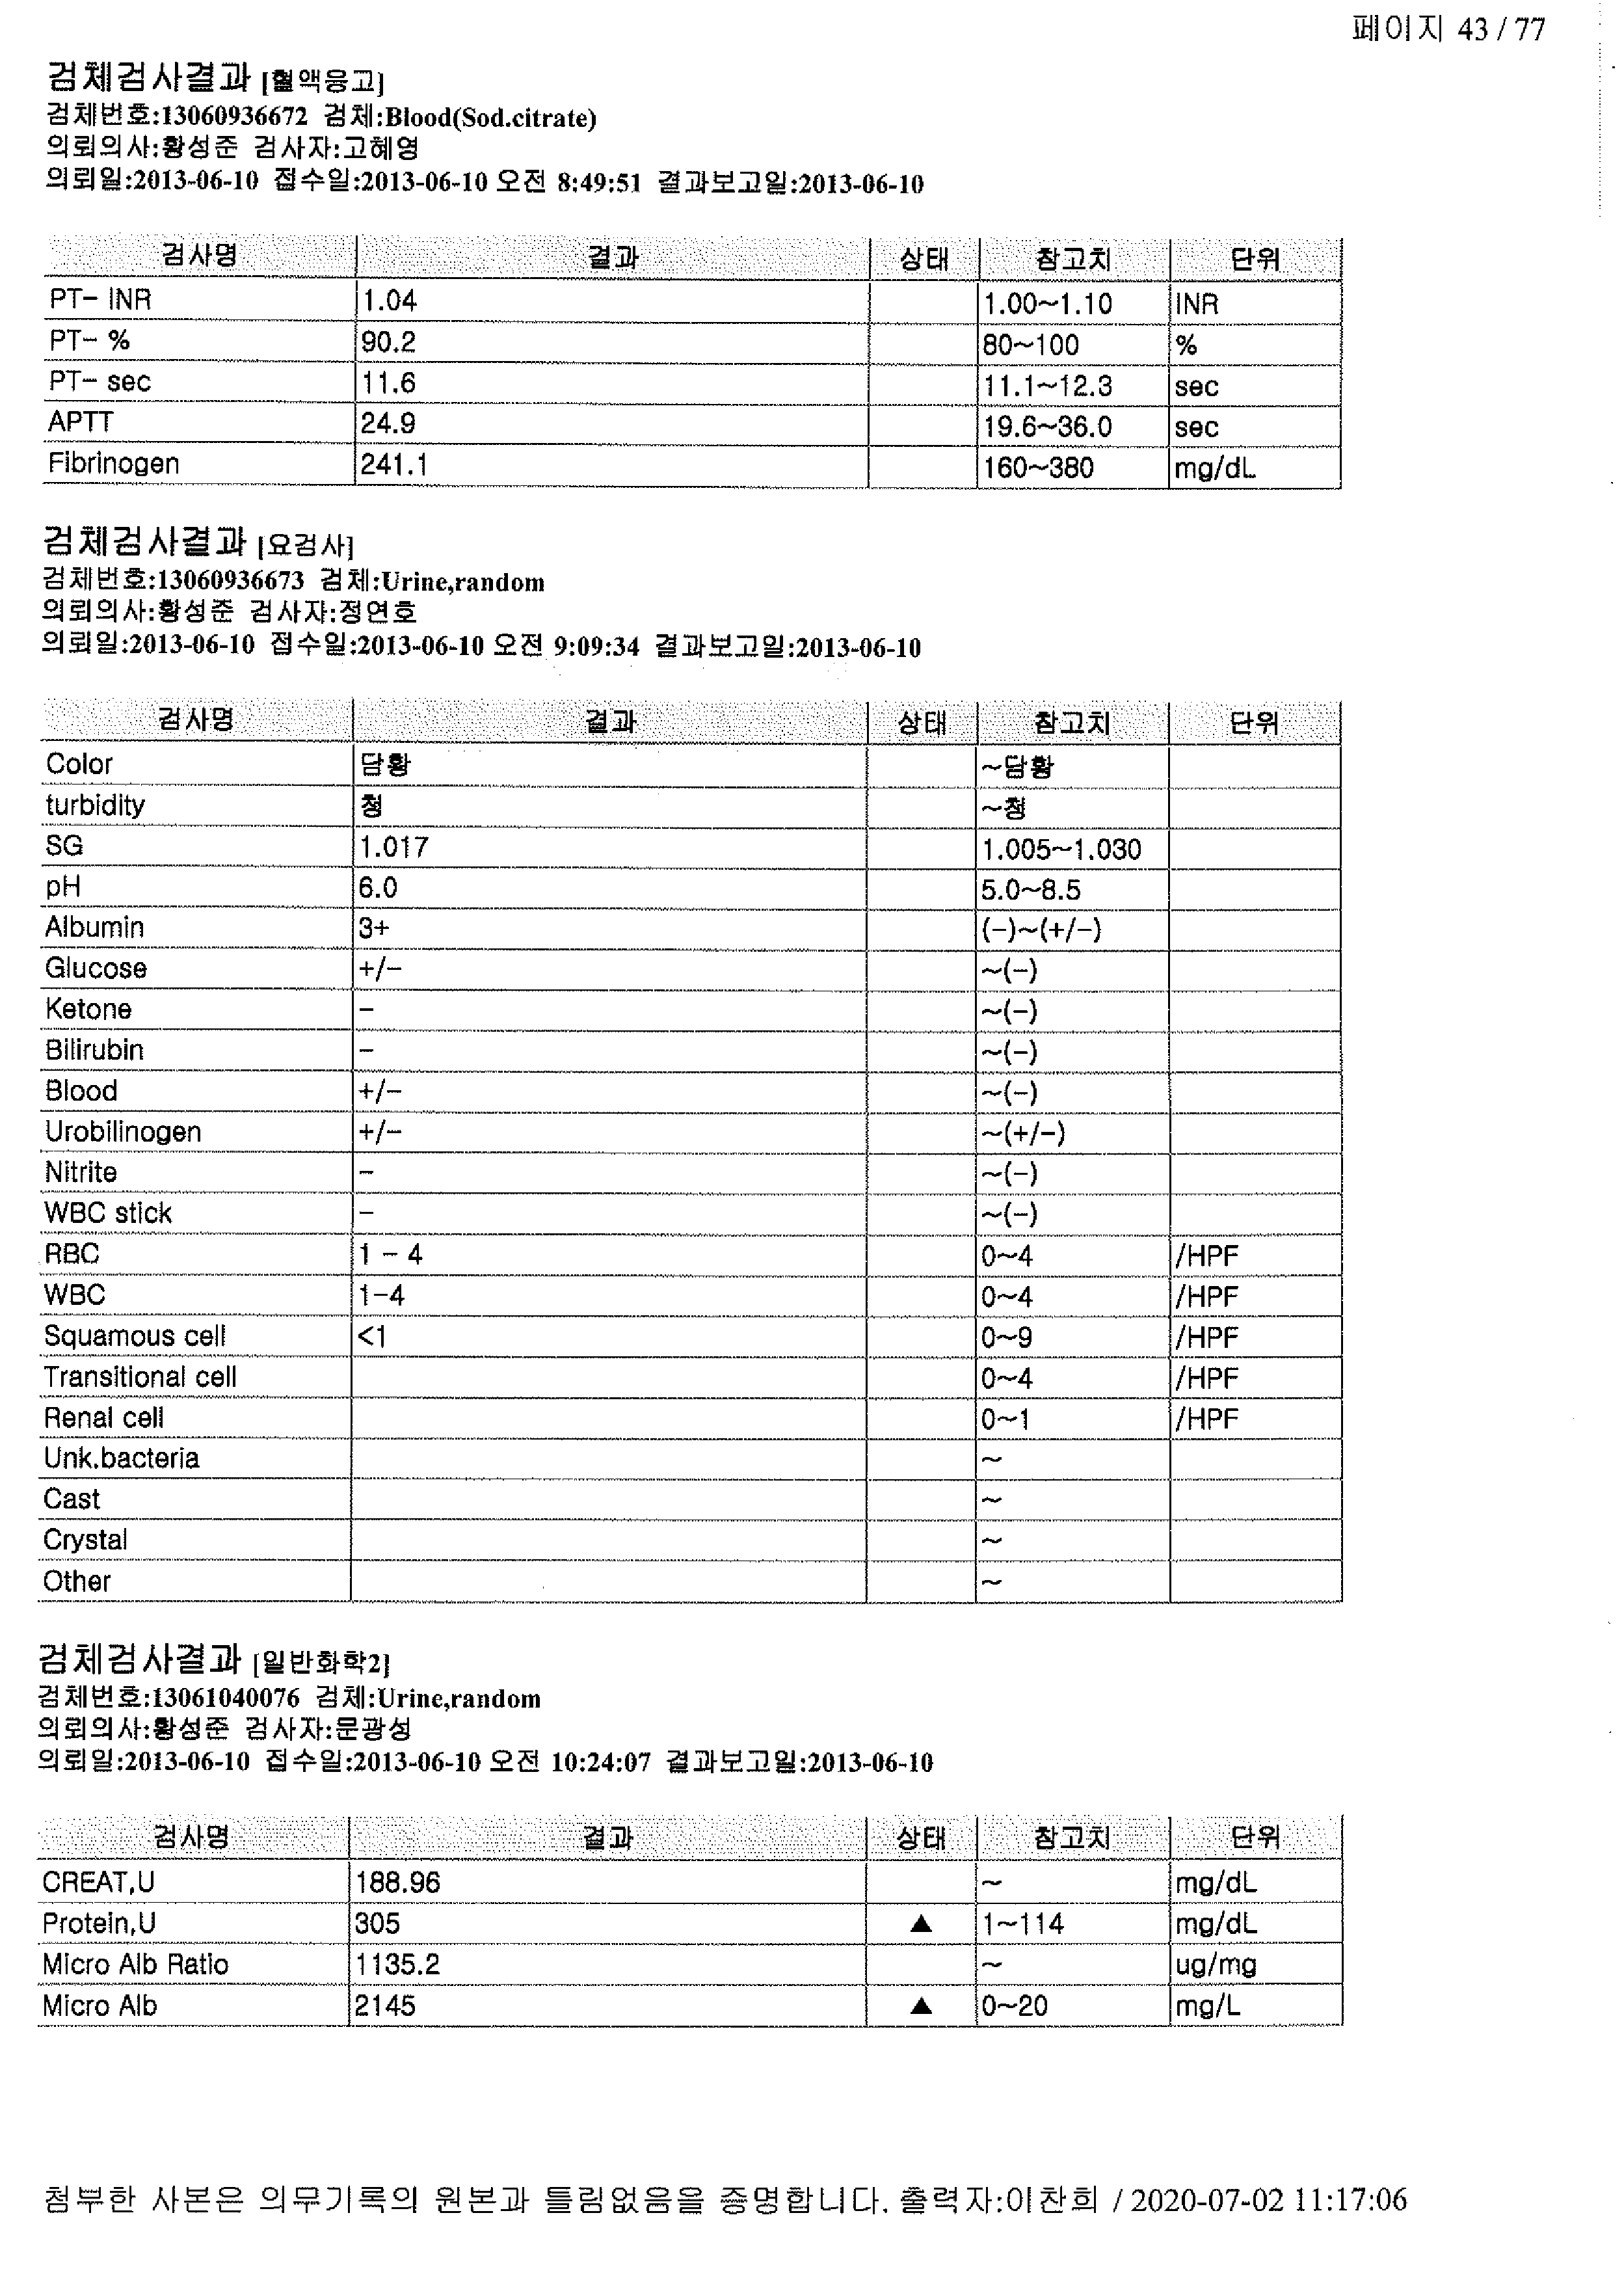 페이지 43 / 77
검체검사결과 [혈액응고]
검체번호:13060936672 검체:Blood(Sod.citrate)
의뢰의사:황성준 검사자:고혜영
의뢰일:2013-06-10 접수일:2013-06-10 오전 8:49:51 결과보고일:2013-06-10
검사명 결과 상태 참고치 단위
PT- INR 1.04 1.00~1.10 INR
PT- % 90.2 80~100 %
PT- sec 11.6 11.1~12.3 sec
APTT 24.9 19.6~36.0 sec
Fibrinogen 241.1 160~380 mg/dL
검체검사결과 [요검사]
검체번호:13060936673 검체:Urine,random
의뢰의사:황성준 검사자:정연호
의뢰일:2013-06-10 접수일:2013-06-10 오전 9:09:34 결과보고일:2013-06-10
검사명 결과 상태 참고치 단위
Color 담황 ~담황
turbidity 청 ~청
SG 1.017 1.005~1.030
pH 6.0 5.0~8.5
Albumin 3+ (-)~(+/-)
Glucose +/- ~(-)
Ketone - ~(-)
Bilirubin - ~(-)
Blood +/- ~(-)
Urobilinogen +/- ~(+/-)
Nitrite - ~(-)
WBC stick - ~(-)
RBC 1 - 4 0~4 /HPF
WBC 1-4 0~4 /HPF
Squamous cell <1 0~9 /HPF
Transitional cell 0~4 /HPF
Renal cell 0~1 /HPF
Unk.bacteria ~
Cast ~
Crystal ~
Other ~
검체검사결과 [일반화학2]
검체번호:13061040076 검체:Urine,random
의뢰의사:황성준 검사자:문광성
의뢰일:2013-06-10 접수일:2013-06-10 오전 10:24:07 결과보고일:2013-06-10
검사명 결과 상태 참고치 단위
CREAT,U 188.96 ~ mg/dL
Protein,U 305 ▲ 1~114 mg/dL
Micro Alb Ratio 1135.2 ~ ug/mg
Micro Alb 2145 ▲ 0~20 mg/L
첨부한 사본은 의무기록의 원본과 틀림없음을 증명합니다. 출력자:이찬희 / 2020-07-02 11:17:06